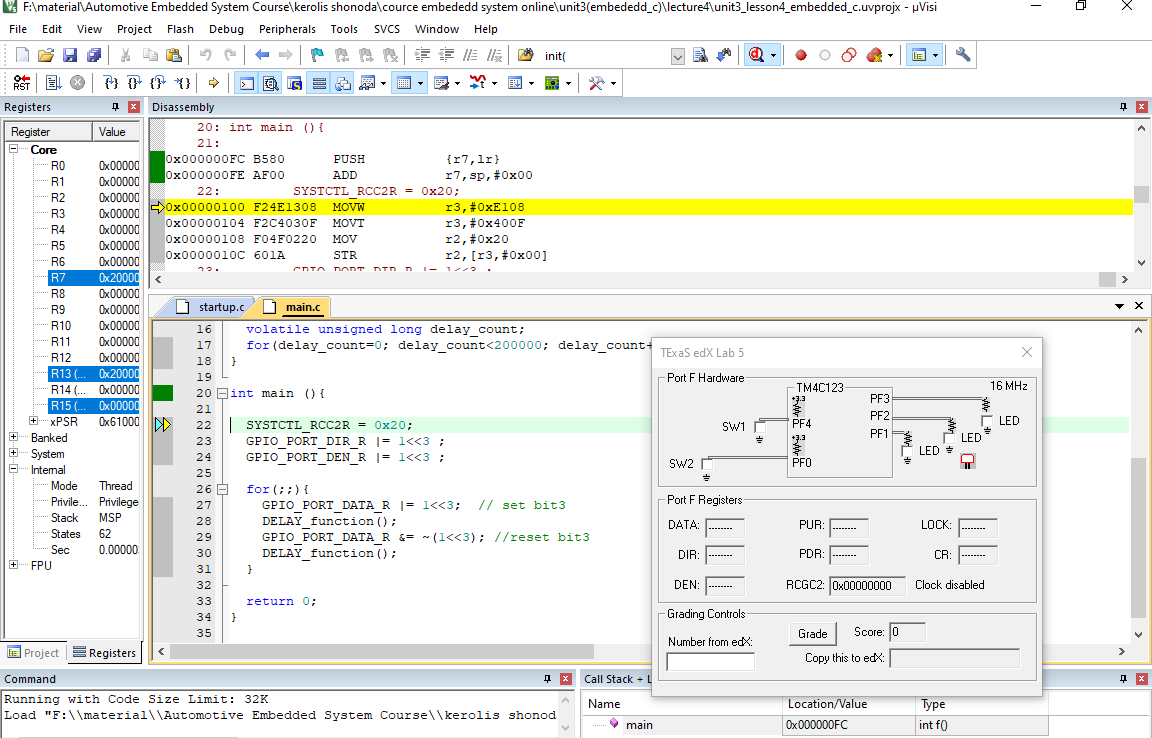 F:\material\Automotive Embedded System Course\kerolis shonoda\cource embededd system online\unit3(embededd_c)\lecture4\unit3_lesson4_embedded_c.uvprojx - µVisi
File Edit View Project Flash Debug Peripherals Tools SVCS Window Help
init(
RST
Registers
Register Value
Core
R0 0x00000
R1 0x00000
R2 0x00000
R3 0x00000
R4 0x00000
R5 0x00000
R6 0x00000
R7 0x20000
R8 0x00000
R9 0x00000
R10 0x00000
R11 0x00000
R12 0x00000
R13 (... 0x20000
R14 (... 0x00000
R15 (... 0x00000
xPSR 0x61000
Banked
System
Internal
Mode Thread
Privile... Privilege
Stack MSP
States 62
Sec 0.00000
FPU
Project Registers
Disassembly
20: int main (){
21:
0x000000FC B580 PUSH {r7,lr}
0x000000FE AF00 ADD r7,sp,#0x00
22: SYSTCTL_RCC2R = 0x20;
0x00000100 F24E1308 MOVW r3,#0xE108
0x00000104 F2C4030F MOVT r3,#0x400F
0x00000108 F04F0220 MOV r2,#0x20
0x0000010C 601A STR r2,[r3,#0x00]
23: GPIO_PORT_DIR_R |= 1<<3 ;
startup.c main.c
16 volatile unsigned long delay_count;
17 for(delay_count=0; delay_count<200000; delay_count+
18 }
19
20 int main (){
21
22 SYSTCTL_RCC2R = 0x20;
23 GPIO_PORT_DIR_R |= 1<<3 ;
24 GPIO_PORT_DEN_R |= 1<<3 ;
25
26 for(;;){
27 GPIO_PORT_DATA_R |= 1<<3; // set bit3
28 DELAY_function();
29 GPIO_PORT_DATA_R &= ~(1<<3); //reset bit3
30 DELAY_function();
31 }
32
33 return 0;
34 }
35
TExaS edX Lab 5
Port F Hardware
TM4C123 16 MHz
+3.3
SW1 PF4
+3.3
SW2 PF0
PF3 LED
PF2 LED
PF1 LED
Port F Registers
DATA: -------- PUR: -------- LOCK: --------
DIR: -------- PDR: -------- CR: --------
DEN: -------- RCGC2: 0x00000000 Clock disabled
Grading Controls
Number from edX: Grade Score: 0
Copy this to edX:
Command
Running with Code Size Limit: 32K
Load "F:\\material\\Automotive Embedded System Course\\kerolis shonod
Call Stack + L
Name Location/Value Type
main 0x000000FC int f()